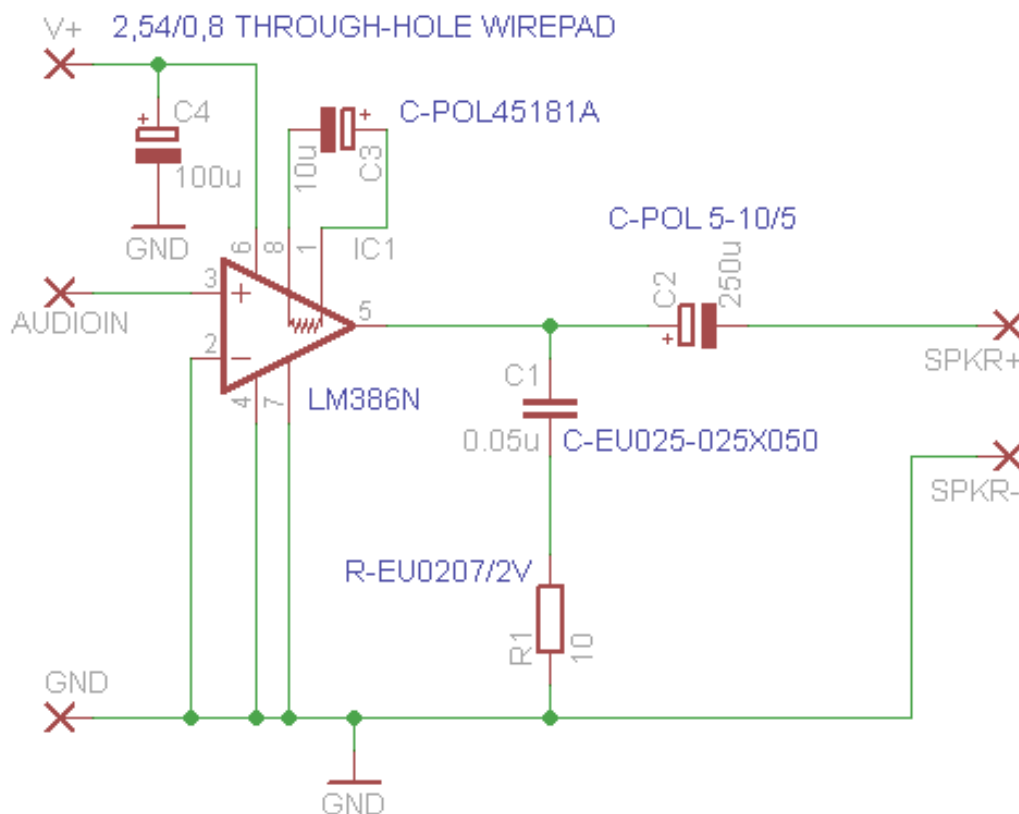 V+ 2,54/0,8 THROUGH-HOLE WIREPAD
+ C4
100u
GND
10u
+
C3
C-POL45181A
6
8
1
IC1
C-POL 5-10/5
C2
+
250u
AUDIOIN
3
+
2
−
5
4
7
LM386N
SPKR+
C1
0.05u
C-EU025-025X050
SPKR-
R-EU0207/2V
R1
10
GND
GND